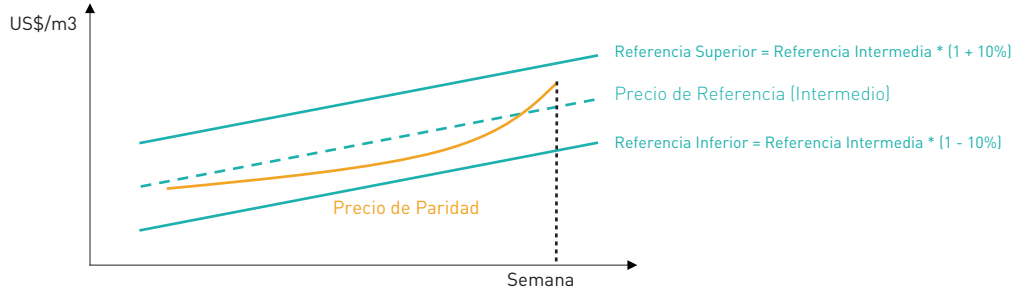 US$/m3
Referencia Superior = Referencia Intermedia * (1 + 10%)
Precio de Referencia (Intermedio)
Referencia Inferior = Referencia Intermedia * (1 - 10%)
Precio de Paridad
Semana